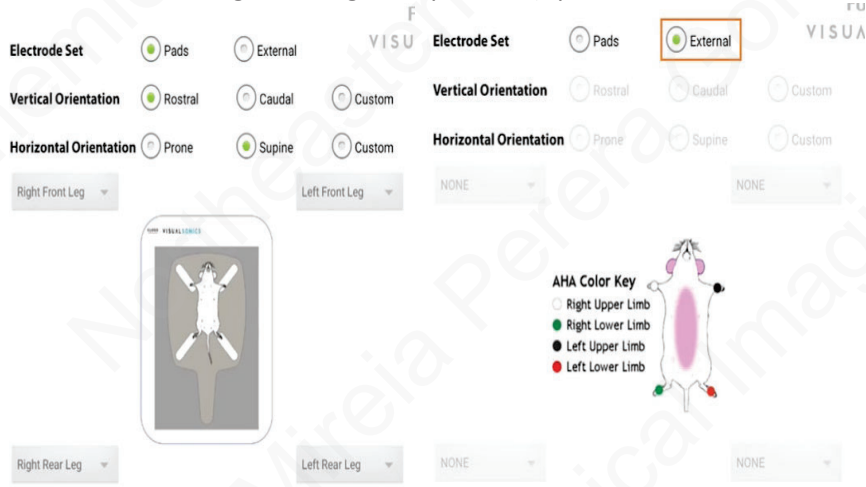 Electrode Set Pads External
VISU
Vertical Orientation Rostral Caudal Custom
Horizontal Orientation Prone Supine Custom
Right Front Leg Left Front Leg
VISUALSONICS
Right Rear Leg Left Rear Leg
Electrode Set Pads External
VISUA
Vertical Orientation Rostral Caudal Custom
Horizontal Orientation Prone Supine Custom
NONE NONE
AHA Color Key
Right Upper Limb
Right Lower Limb
Left Upper Limb
Left Lower Limb
NONE NONE
Mireia Perera